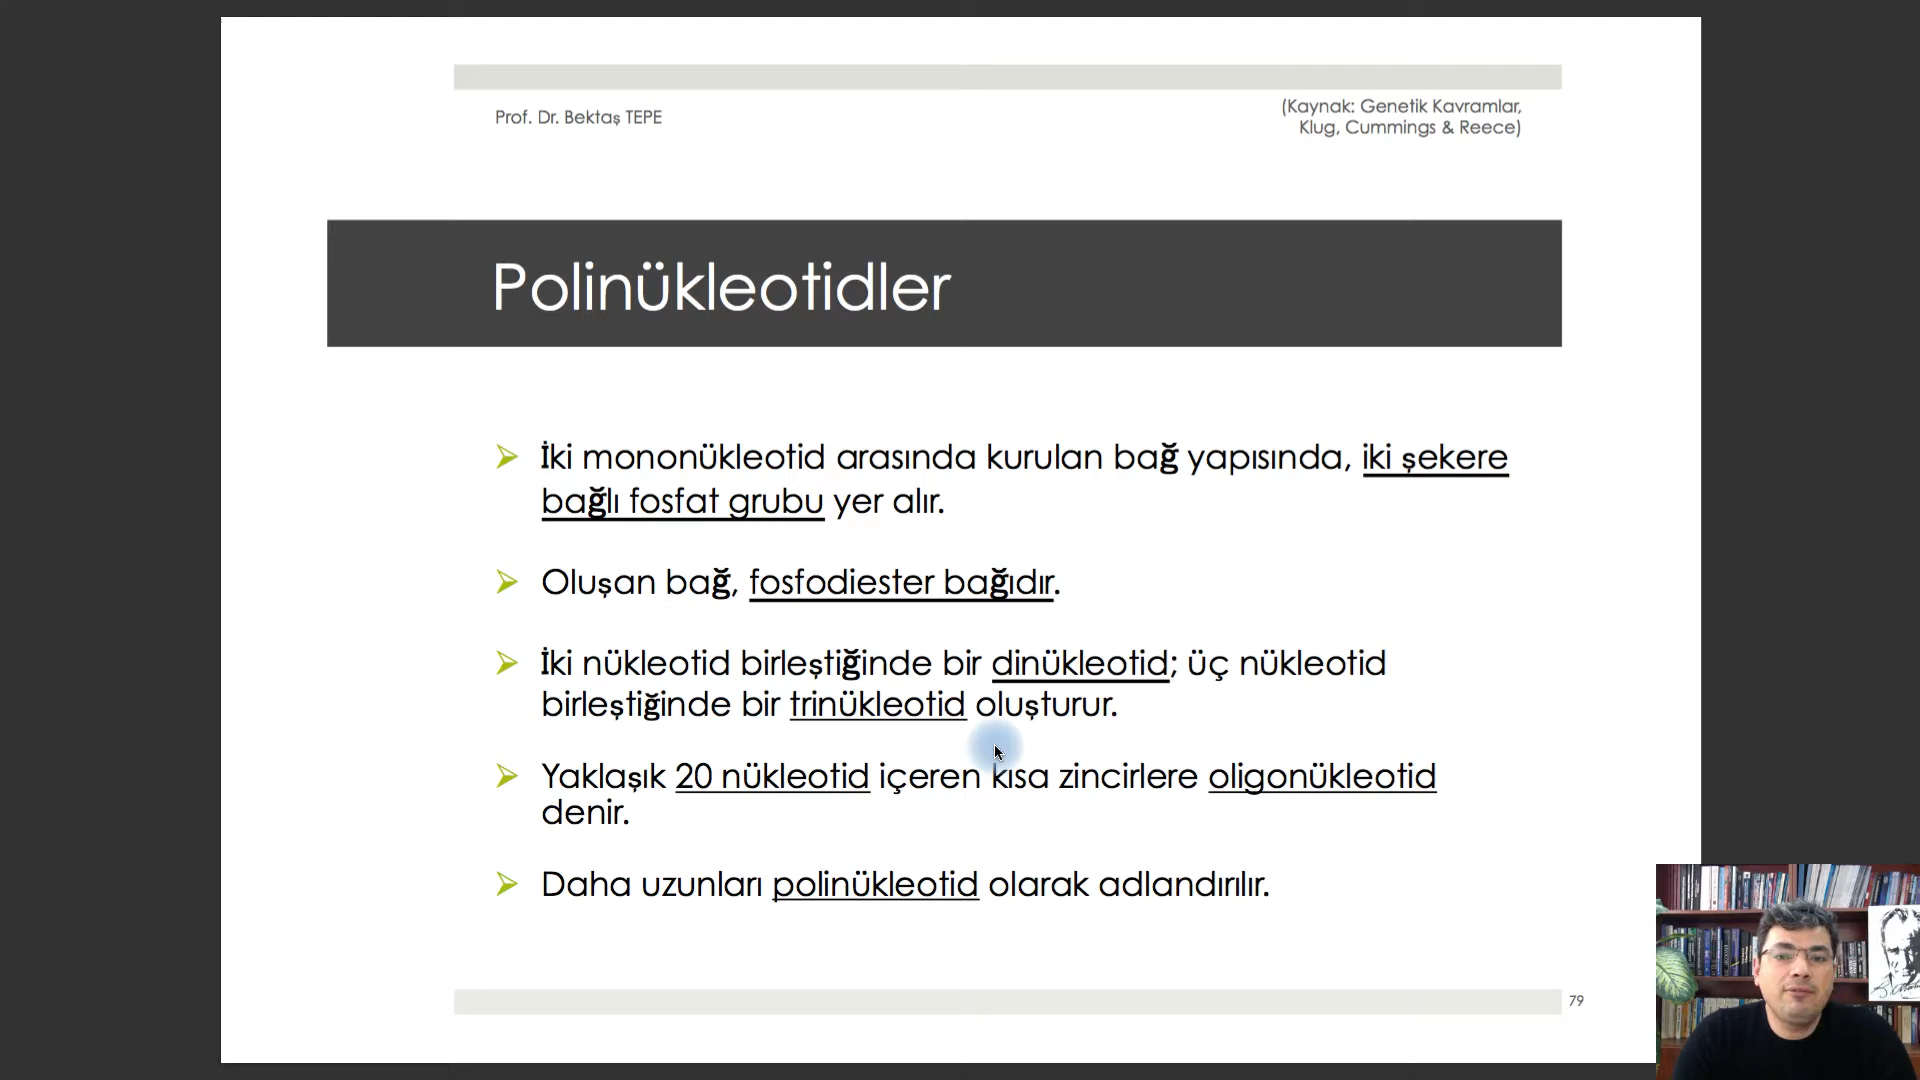 Prof. Dr. Bektaş TEPE
(Kaynak: Genetik Kavramlar,
Klug, Cummings & Reece)
Polinükleotidler
İki mononükleotid arasında kurulan bağ yapısında, iki şekere
bağlı fosfat grubu yer alır.
Oluşan bağ, fosfodiester bağıdır.
İki nükleotid birleştiğinde bir dinükleotid; üç nükleotid
birleştiğinde bir trinükleotid oluşturur.
Yaklaşık 20 nükleotid içeren kısa zincirlere oligonükleotid
denir.
Daha uzunları polinükleotid olarak adlandırılır.
79